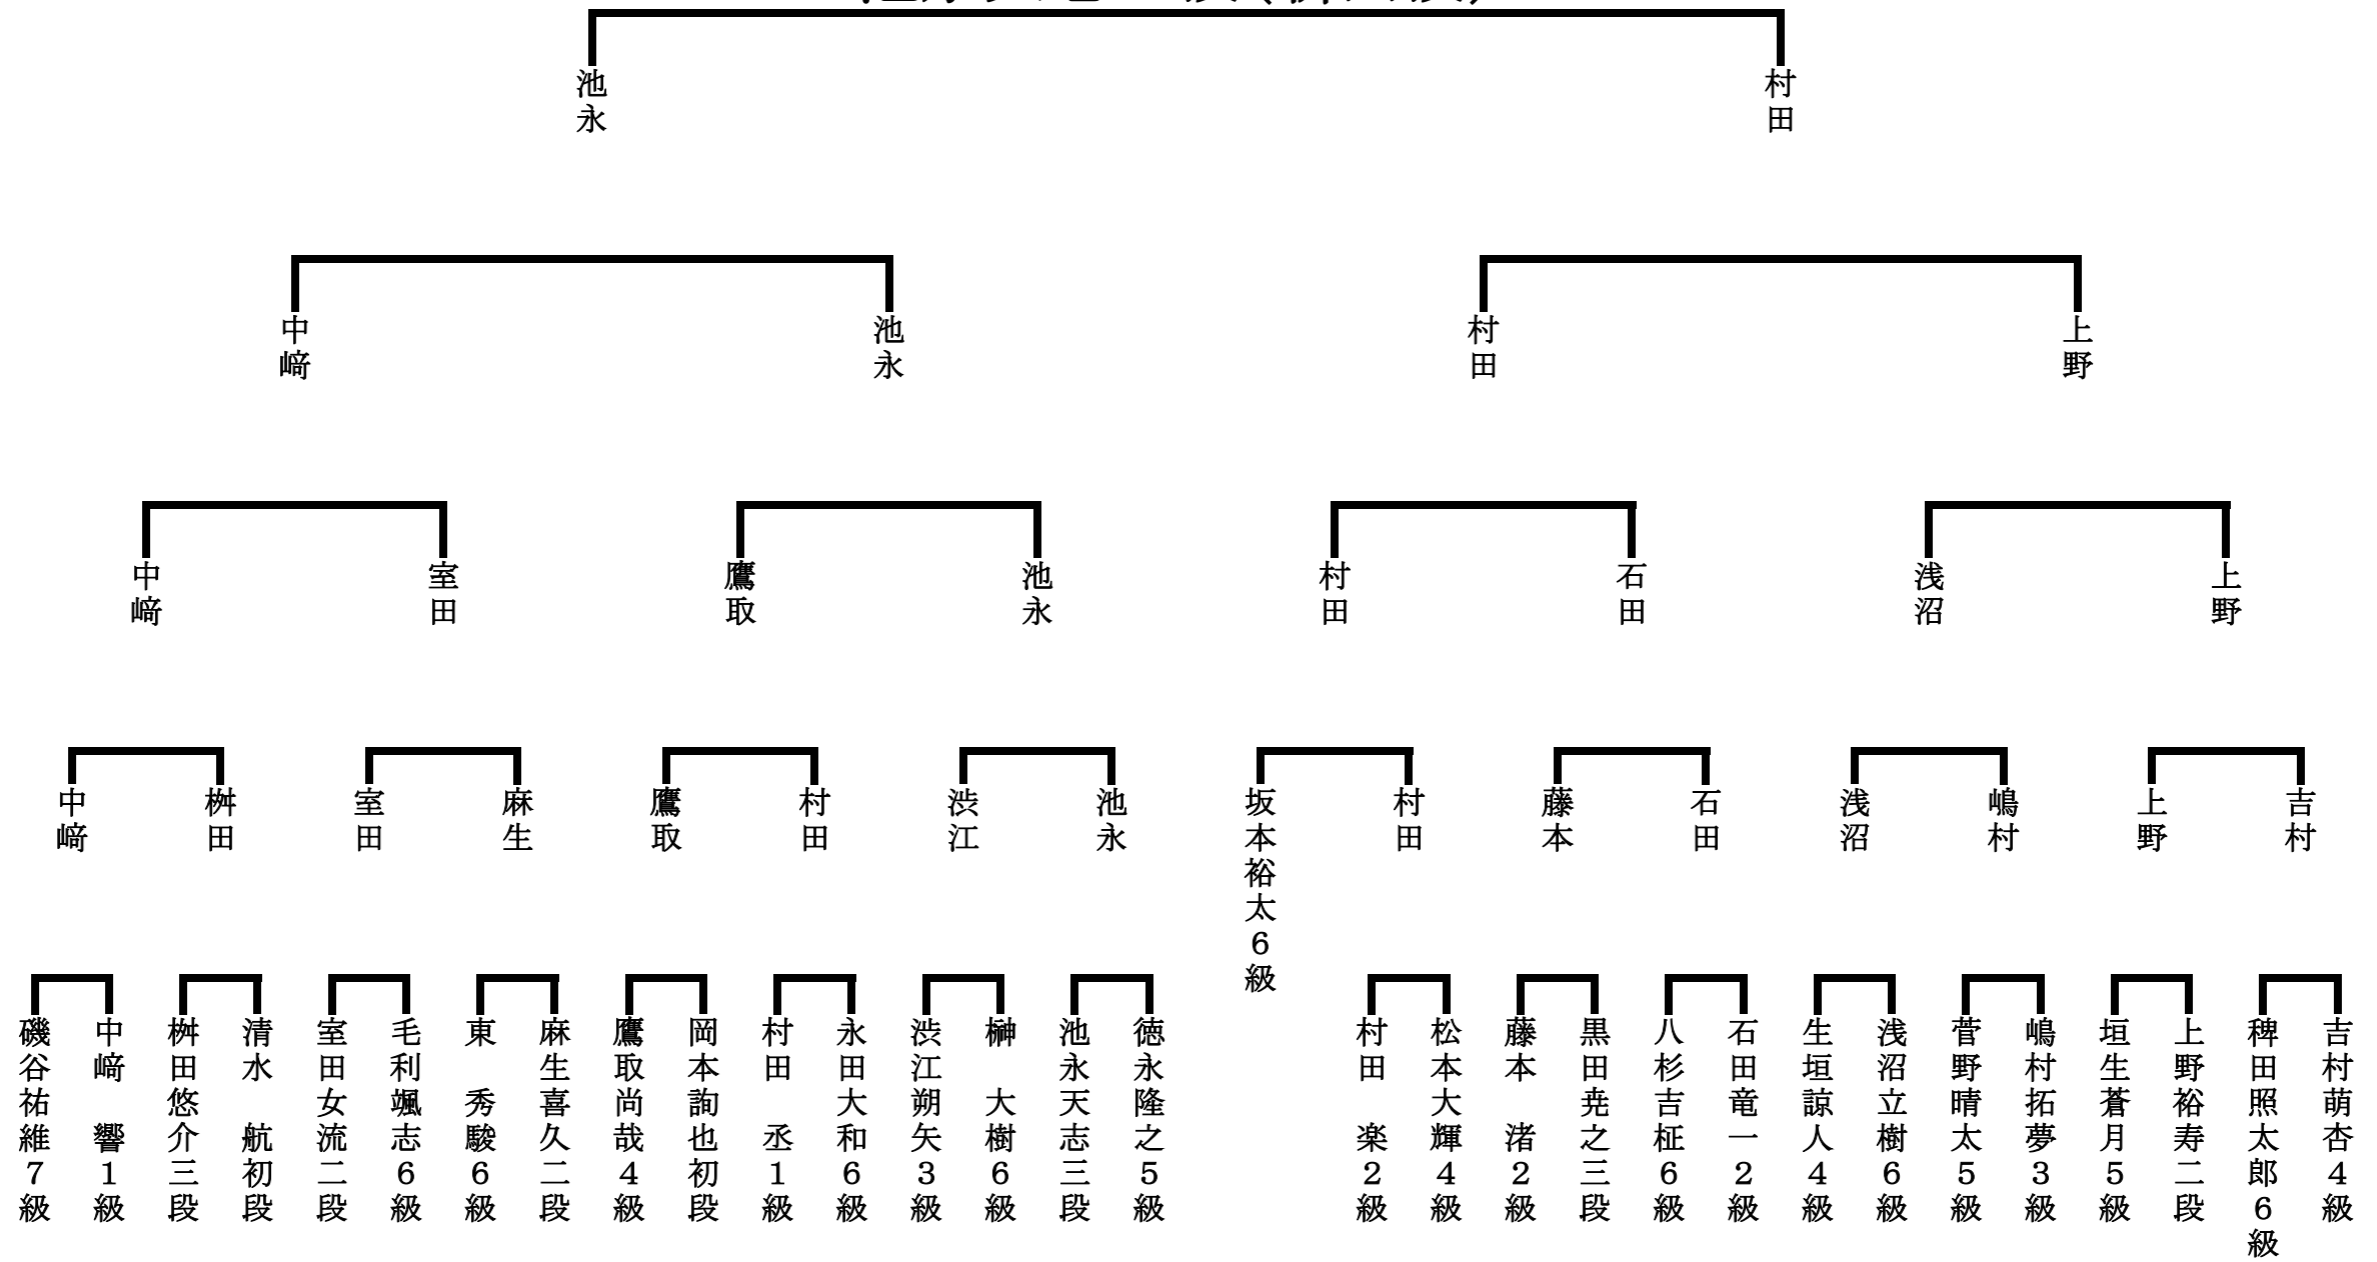 池永
村田
中﨑
池永
村田
上野
中﨑
室田
鷹取
池永
村田
石田
浅沼
上野
中﨑
桝田
室田
麻生
鷹取
村田
渋江
池永
坂本裕太6級
村田
藤本
石田
浅沼
嶋村
上野
吉村
磯谷祐維7級
中﨑　響1級
桝田悠介三段
清水　航初段
室田女流二段
毛利颯志6級
東　秀駿6級
麻生喜久二段
鷹取尚哉4級
岡本詢也初段
村田　丞1級
永田大和6級
渋江朔矢3級
榊　大樹6級
池永天志三段
徳永隆之5級
村田　楽2級
松本大輝4級
藤本　渚2級
黒田尭之三段
八杉吉柾6級
石田竜一2級
生垣諒人4級
浅沼立樹6級
菅野晴太5級
嶋村拓夢3級
垣生蒼月5級
上野裕寿二段
稗田照太郎6級
吉村萌杏4級